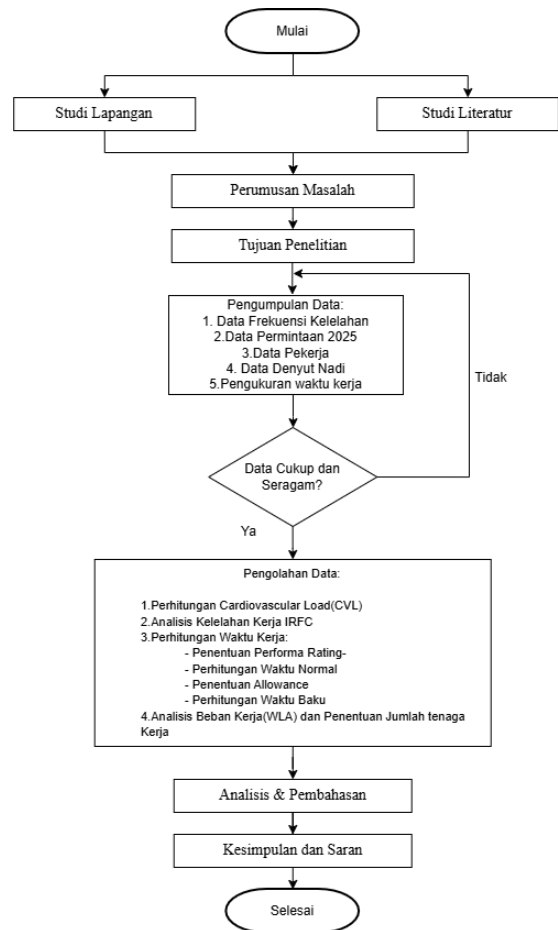 Mulai
Studi Lapangan
Studi Literatur
Perumusan Masalah
Tujuan Penelitian
Pengumpulan Data:
1. Data Frekuensi Kelelahan
2.Data Permintaan 2025
3.Data Pekerja
4. Data Denyut Nadi
5.Pengukuran waktu kerja
Tidak
Data Cukup dan
Seragam?
Ya
Pengolahan Data:
1.Perhitungan Cardiovascular Load(CVL)
2.Analisis Kelelahan Kerja IRFC
3.Perhitungan Waktu Kerja:
- Penentuan Performa Rating-
- Perhitungan Waktu Normal
- Penentuan Allowance
- Perhitungan Waktu Baku
4.Analisis Beban Kerja(WLA) dan Penentuan Jumlah tenaga
Kerja
Analisis & Pembahasan
Kesimpulan dan Saran
Selesai